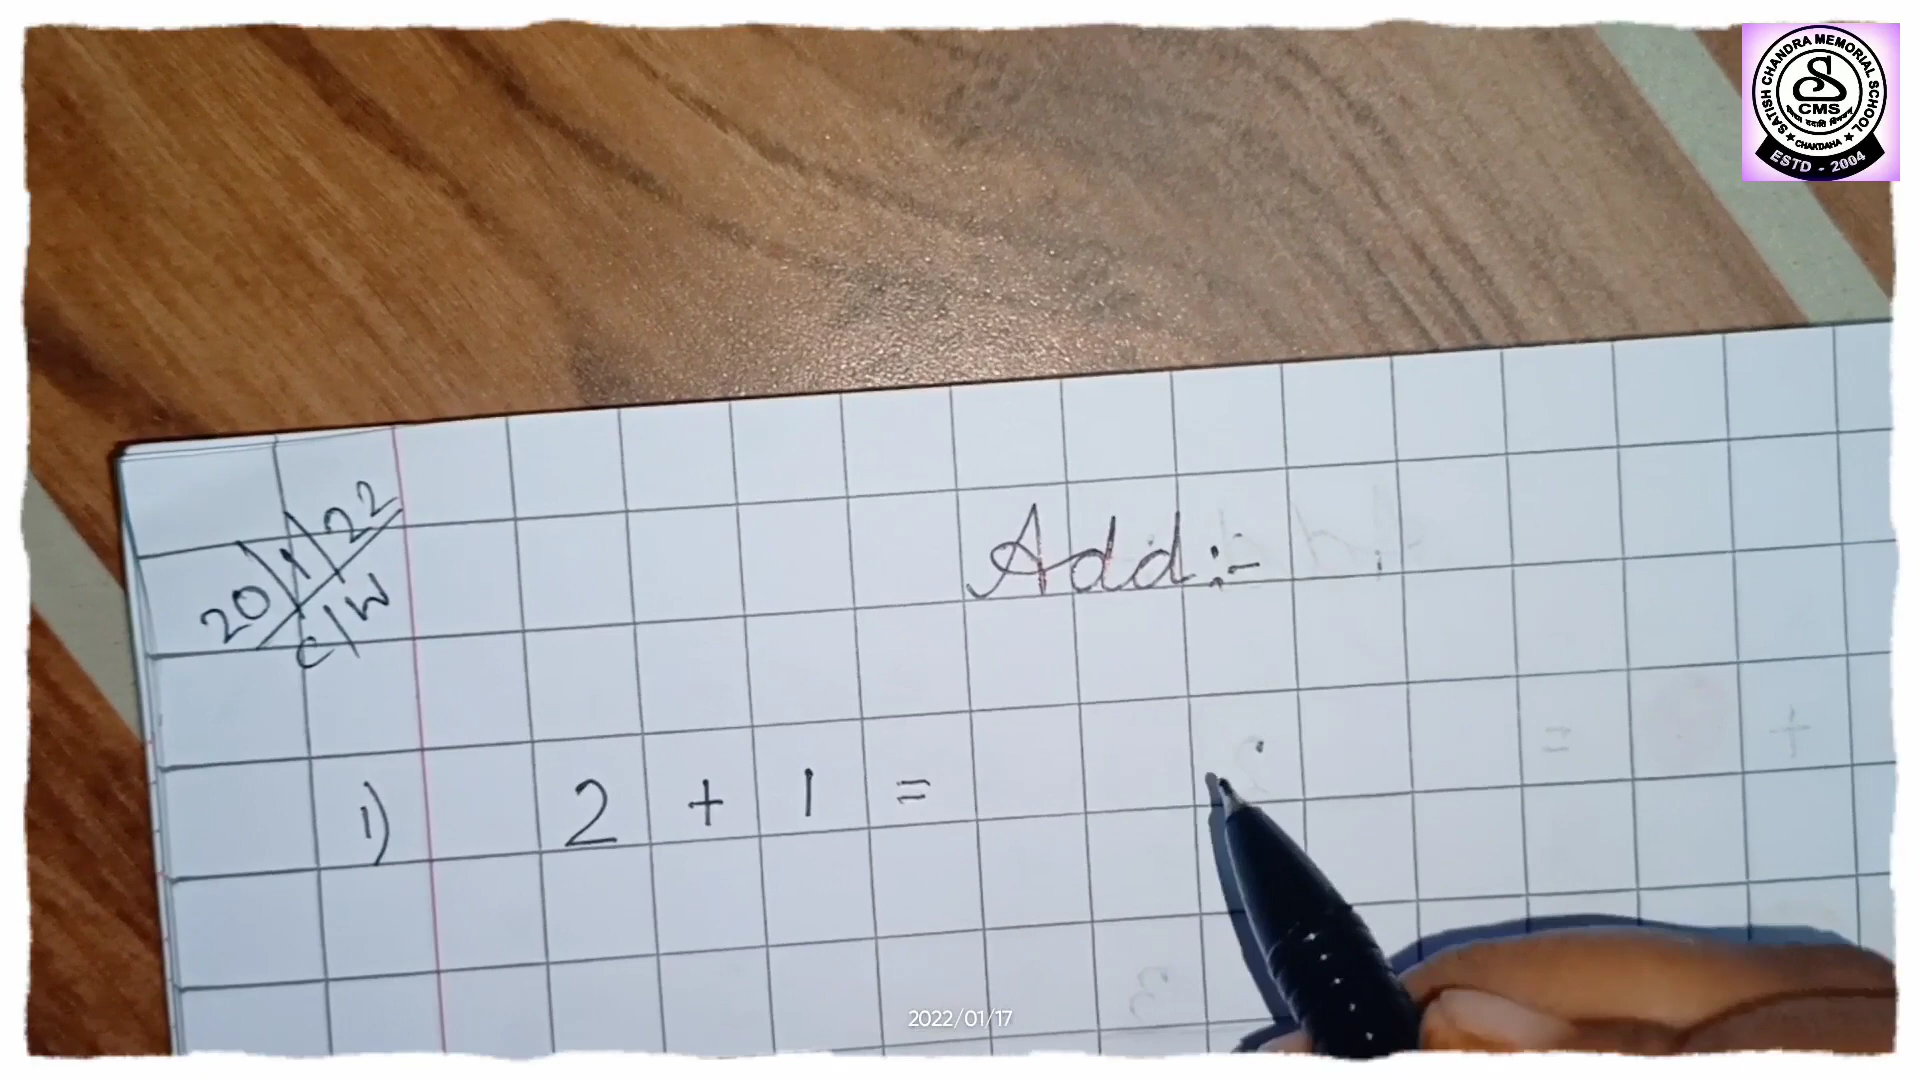 SATISH CHANDRA MEMORIAL SCHOOL
S
CMS
★ CHAKDAHA ★
ESTD - 2004
20/1/22
C/W
Add :-
1) 2 + 1 =
2022/01/17